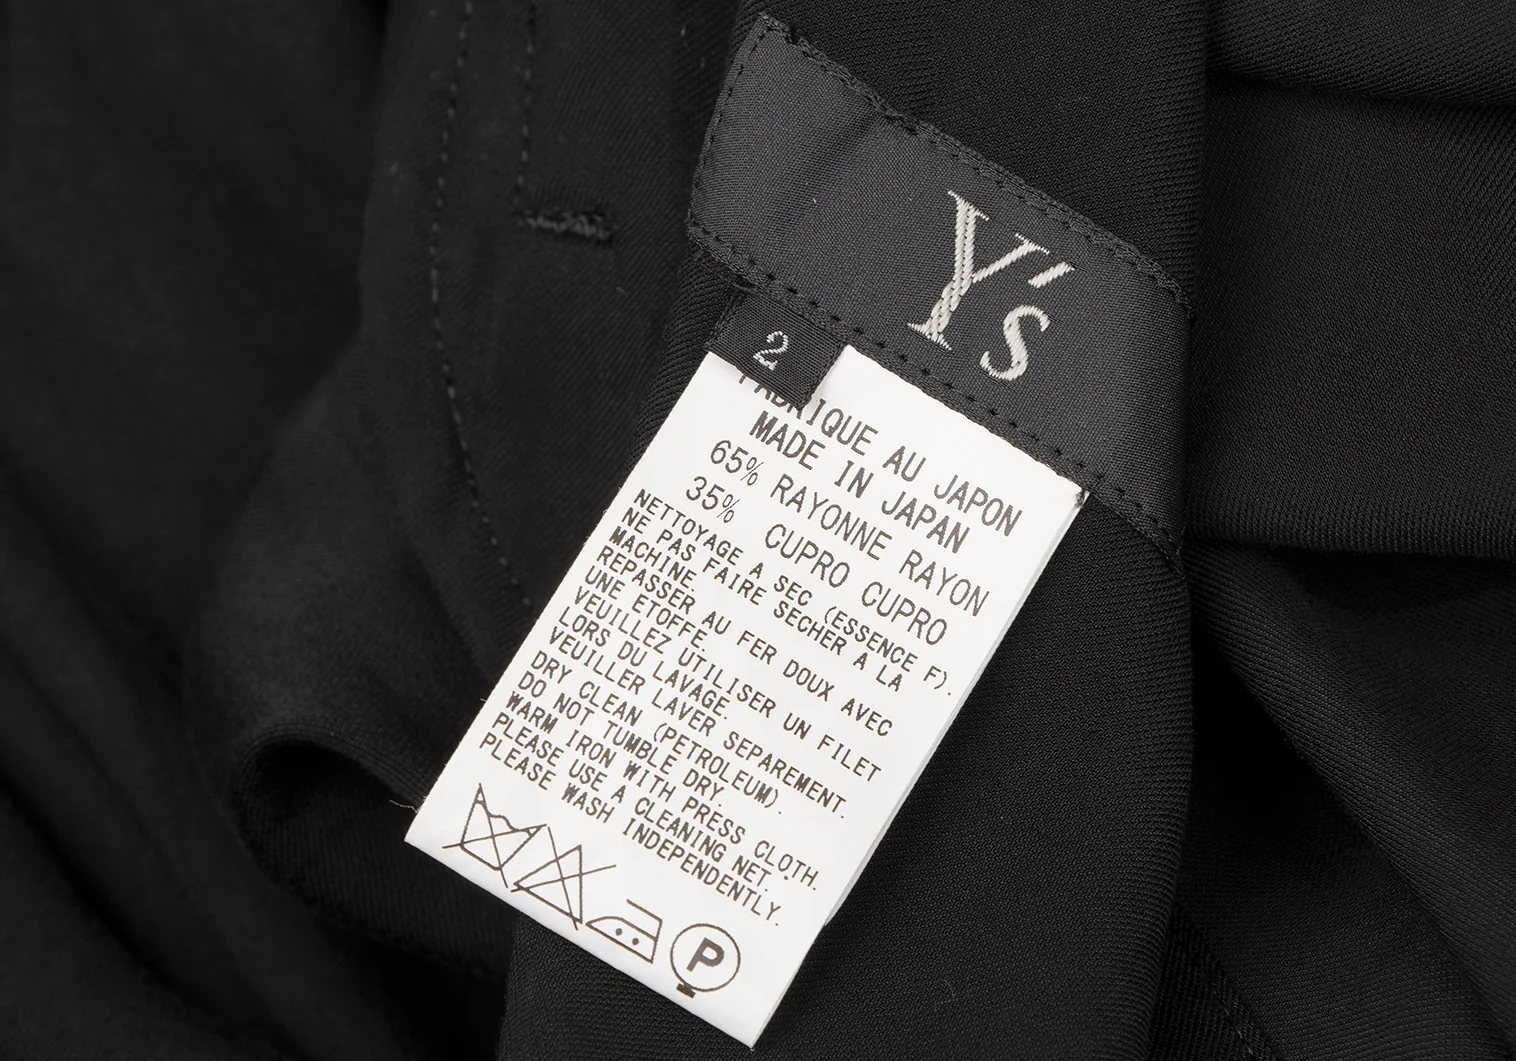 Y's
2
FABRIQUE AU JAPON
MADE IN JAPAN
65% RAYONNE RAYON
35% CUPRO CUPRO
NETTOYAGE A SEC (ESSENCE F).
NE PAS FAIRE SECHER A LA
MACHINE.
REPASSER AU FER DOUX AVEC
UNE ETOFFE.
VEUILLEZ UTILISER UN FILET
LORS DU LAVAGE.
VEUILLER LAVER SEPAREMENT.
DRY CLEAN (PETROLEUM).
DO NOT TUMBLE DRY.
WARM IRON WITH PRESS CLOTH.
PLEASE USE A CLEANING NET.
PLEASE WASH INDEPENDENTLY.
P